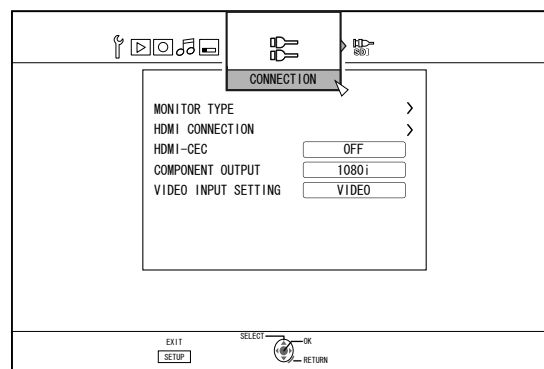 SDI
CONNECTION
MONITOR TYPE
HDMI CONNECTION
HDMI-CEC OFF
COMPONENT OUTPUT 1080i
VIDEO INPUT SETTING VIDEO
EXIT
SETUP
SELECT
OK
RETURN